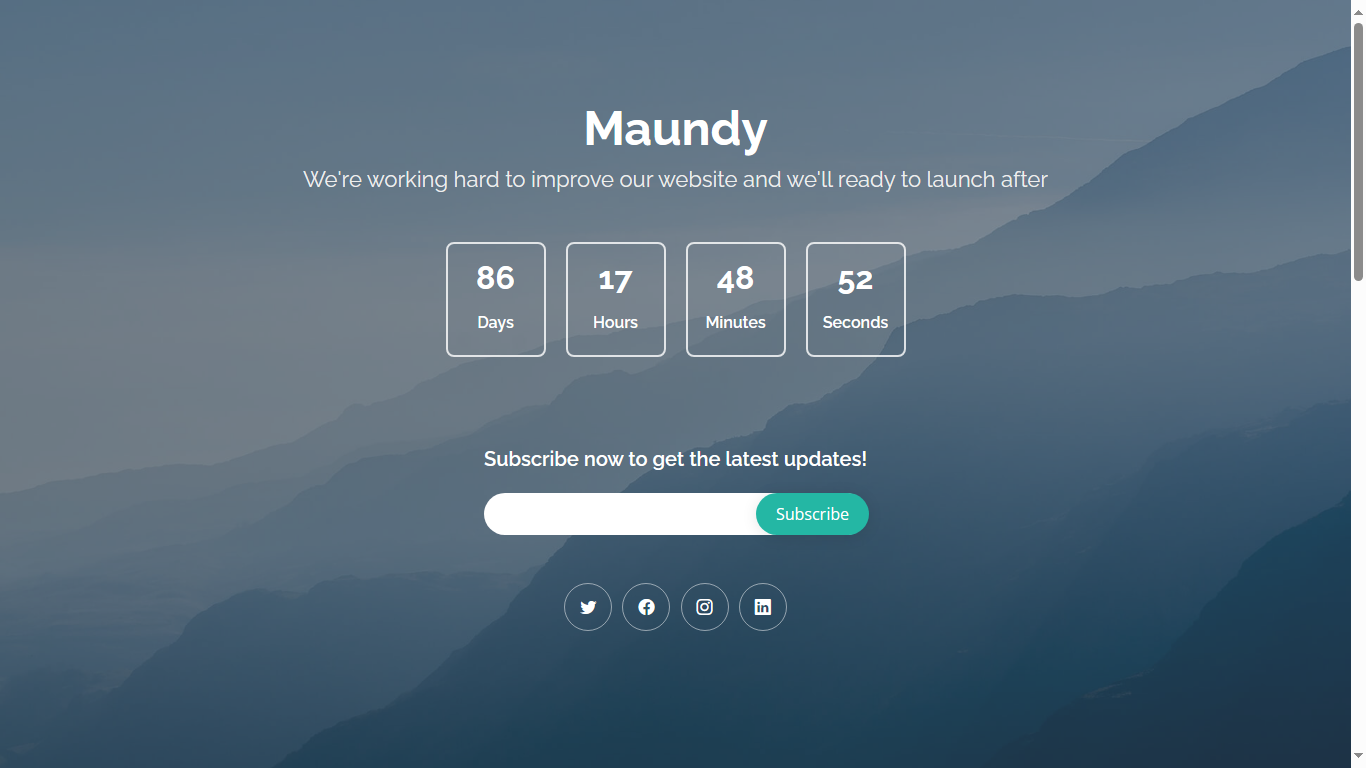 Maundy
We're working hard to improve our website and we'll ready to launch after
86
Days
17
Hours
48
Minutes
52
Seconds
Subscribe now to get the latest updates!
Subscribe